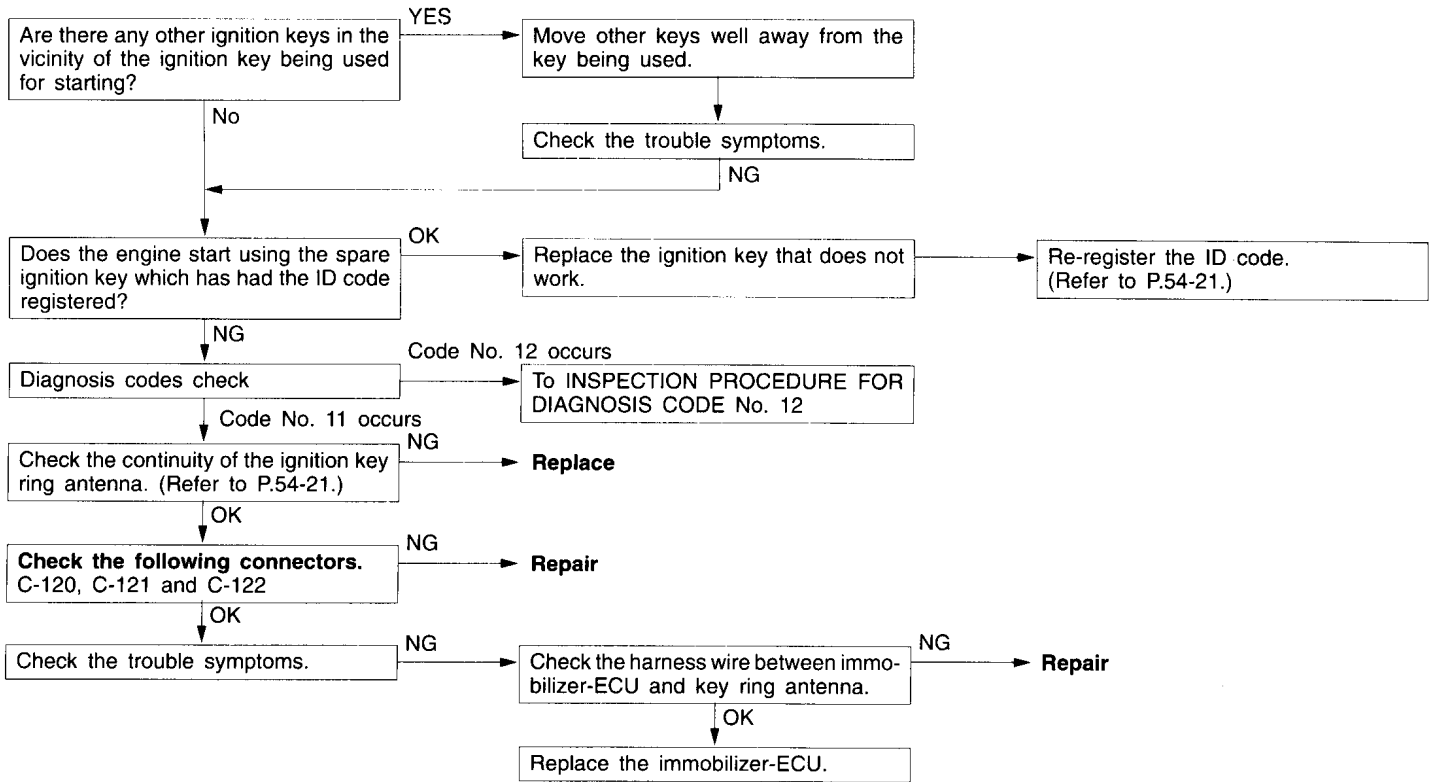 Are there any other ignition keys in the
vicinity of the ignition key being used
for starting?
YES
Move other keys well away from the
key being used.
No
Check the trouble symptoms.
NG
Does the engine start using the spare
ignition key which has had the ID code
registered?
OK
Replace the ignition key that does not
work.
Re-register the ID code.
(Refer to P.54-21.)
NG
Diagnosis codes check
Code No. 12 occurs
To INSPECTION PROCEDURE FOR
DIAGNOSIS CODE No. 12
Code No. 11 occurs
Check the continuity of the ignition key
ring antenna. (Refer to P.54-21.)
NG
Replace
OK
Check the following connectors.
C-120, C-121 and C-122
NG
Repair
OK
Check the trouble symptoms.
NG
Check the harness wire between immo-
bilizer-ECU and key ring antenna.
NG
Repair
OK
Replace the immobilizer-ECU.